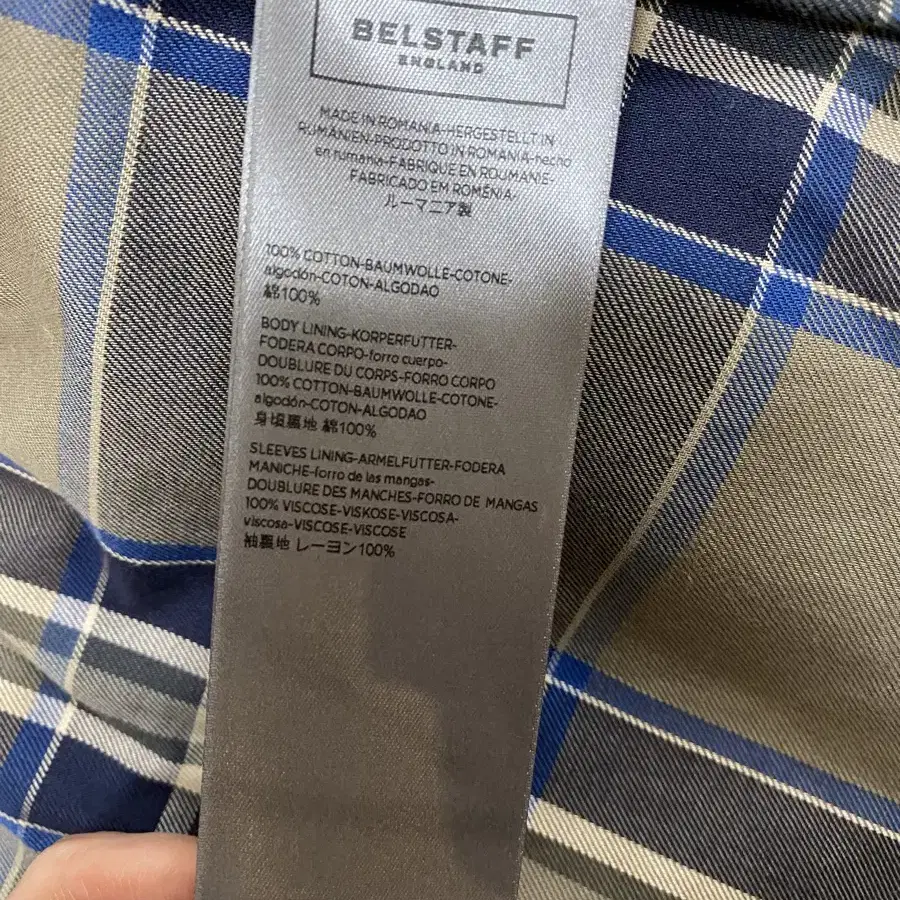 BELSTAFF
ENGLAND
MADE IN ROMANIA-HERGESTELLT IN
RUMÄNIEN-PRODOTTO IN ROMANIA-hecho
en rumania-FABRIQUE EN ROUMANIE-
FABRICADO EM ROMÉNIA-
ルーマニア製
100% COTTON-BAUMWOLLE-COTONE-
algodón-COTON-ALGODAO
綿100%
BODY LINING-KORPERFUTTER-
FODERA CORPO-forro cuerpo-
DOUBLURE DU CORPS-FORRO CORPO
100% COTTON-BAUMWOLLE-COTONE-
algodón-COTON-ALGODAO
身頃裏地 綿100%
SLEEVES LINING-ARMELFUTTER-FODERA
MANICHE-forro de las mangas-
DOUBLURE DES MANCHES-FORRO DE MANGAS
100% VISCOSE-VISKOSE-VISCOSA-
viscosa-VISCOSE-VISCOSE
袖裏地 レーヨン100%